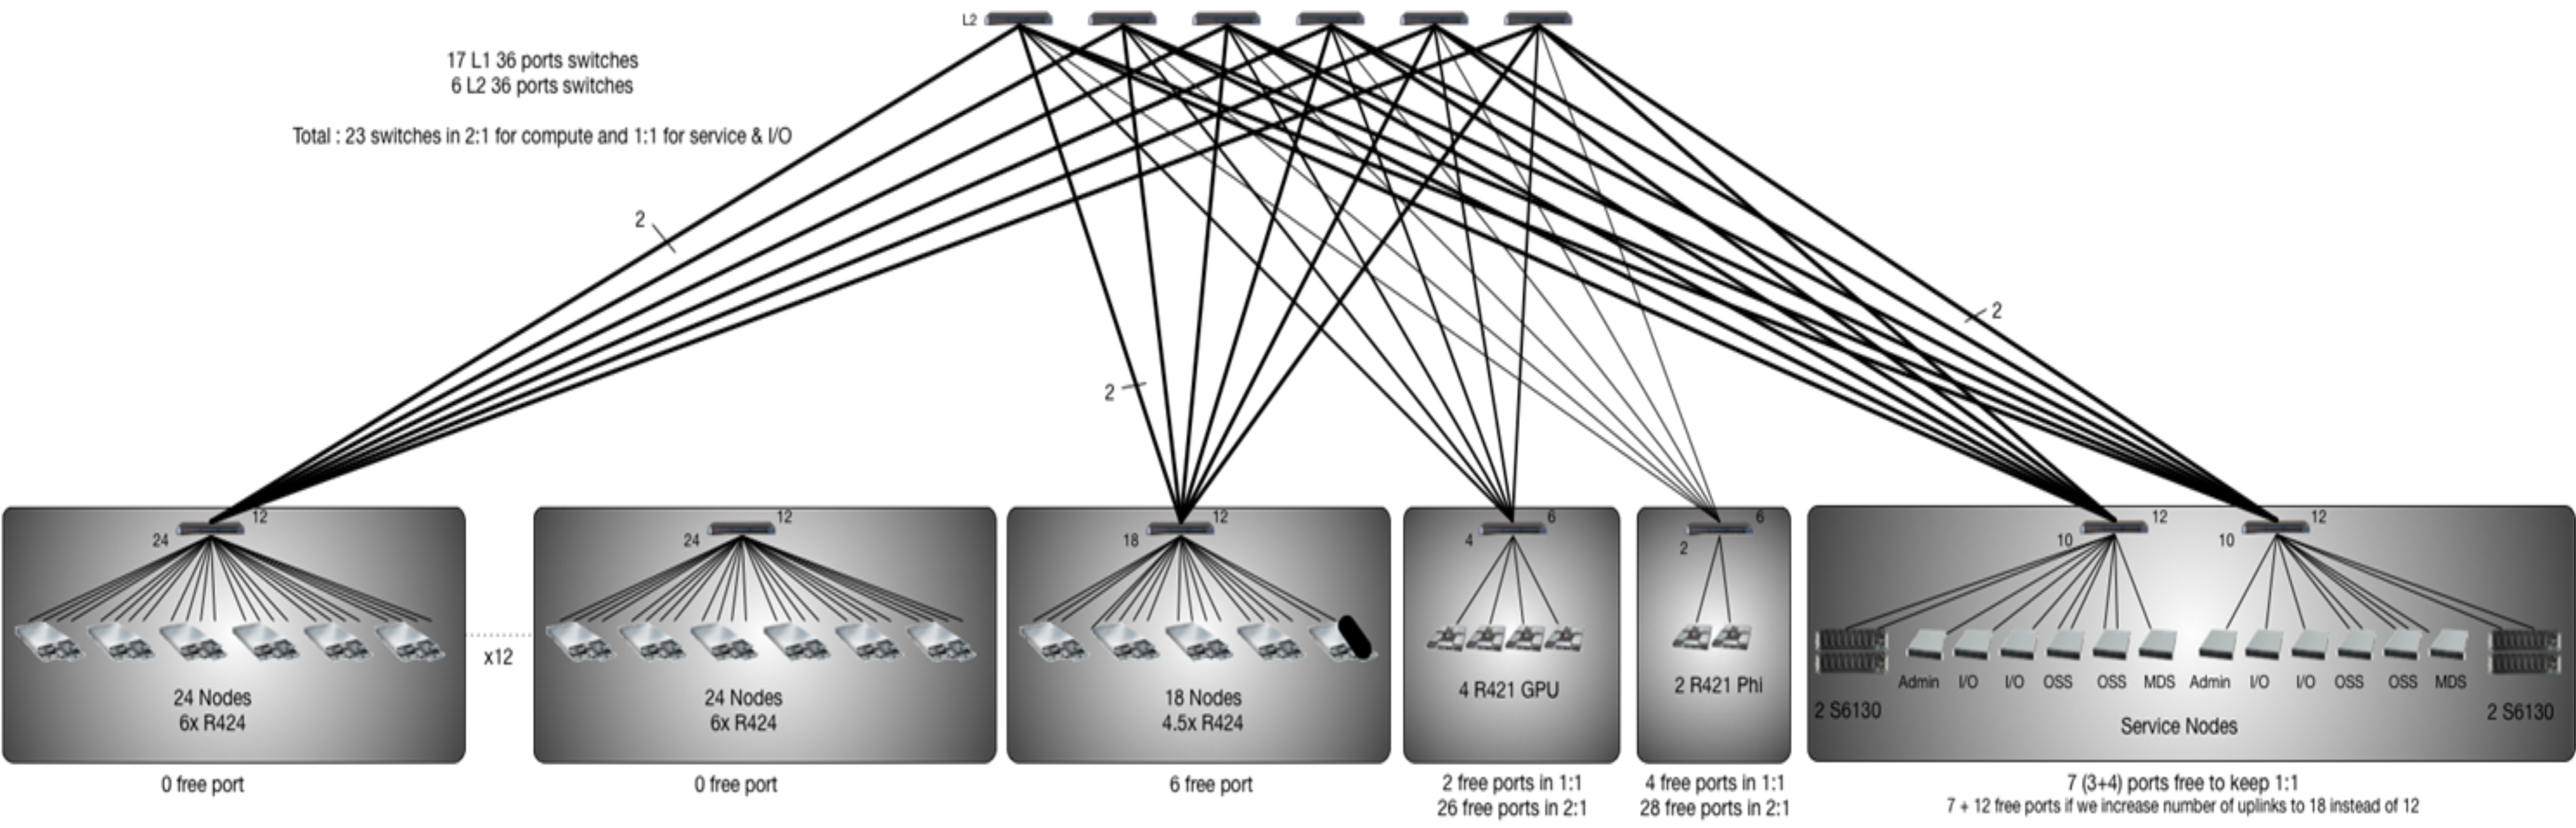 L2
17 L1 36 ports switches
6 L2 36 ports switches
Total : 23 switches in 2:1 for compute and 1:1 for service & I/O
2
2
2
12
24
12
24
12
18
6
4
6
2
12
10
12
10
x12
24 Nodes
6x R424
24 Nodes
6x R424
18 Nodes
4.5x R424
4 R421 GPU
2 R421 Phi
Admin I/O I/O OSS OSS MDS Admin I/O I/O OSS OSS MDS
2 S6130
2 S6130
Service Nodes
0 free port
0 free port
6 free port
2 free ports in 1:1
26 free ports in 2:1
4 free ports in 1:1
28 free ports in 2:1
7 (3+4) ports free to keep 1:1
7 + 12 free ports if we increase number of uplinks to 18 instead of 12